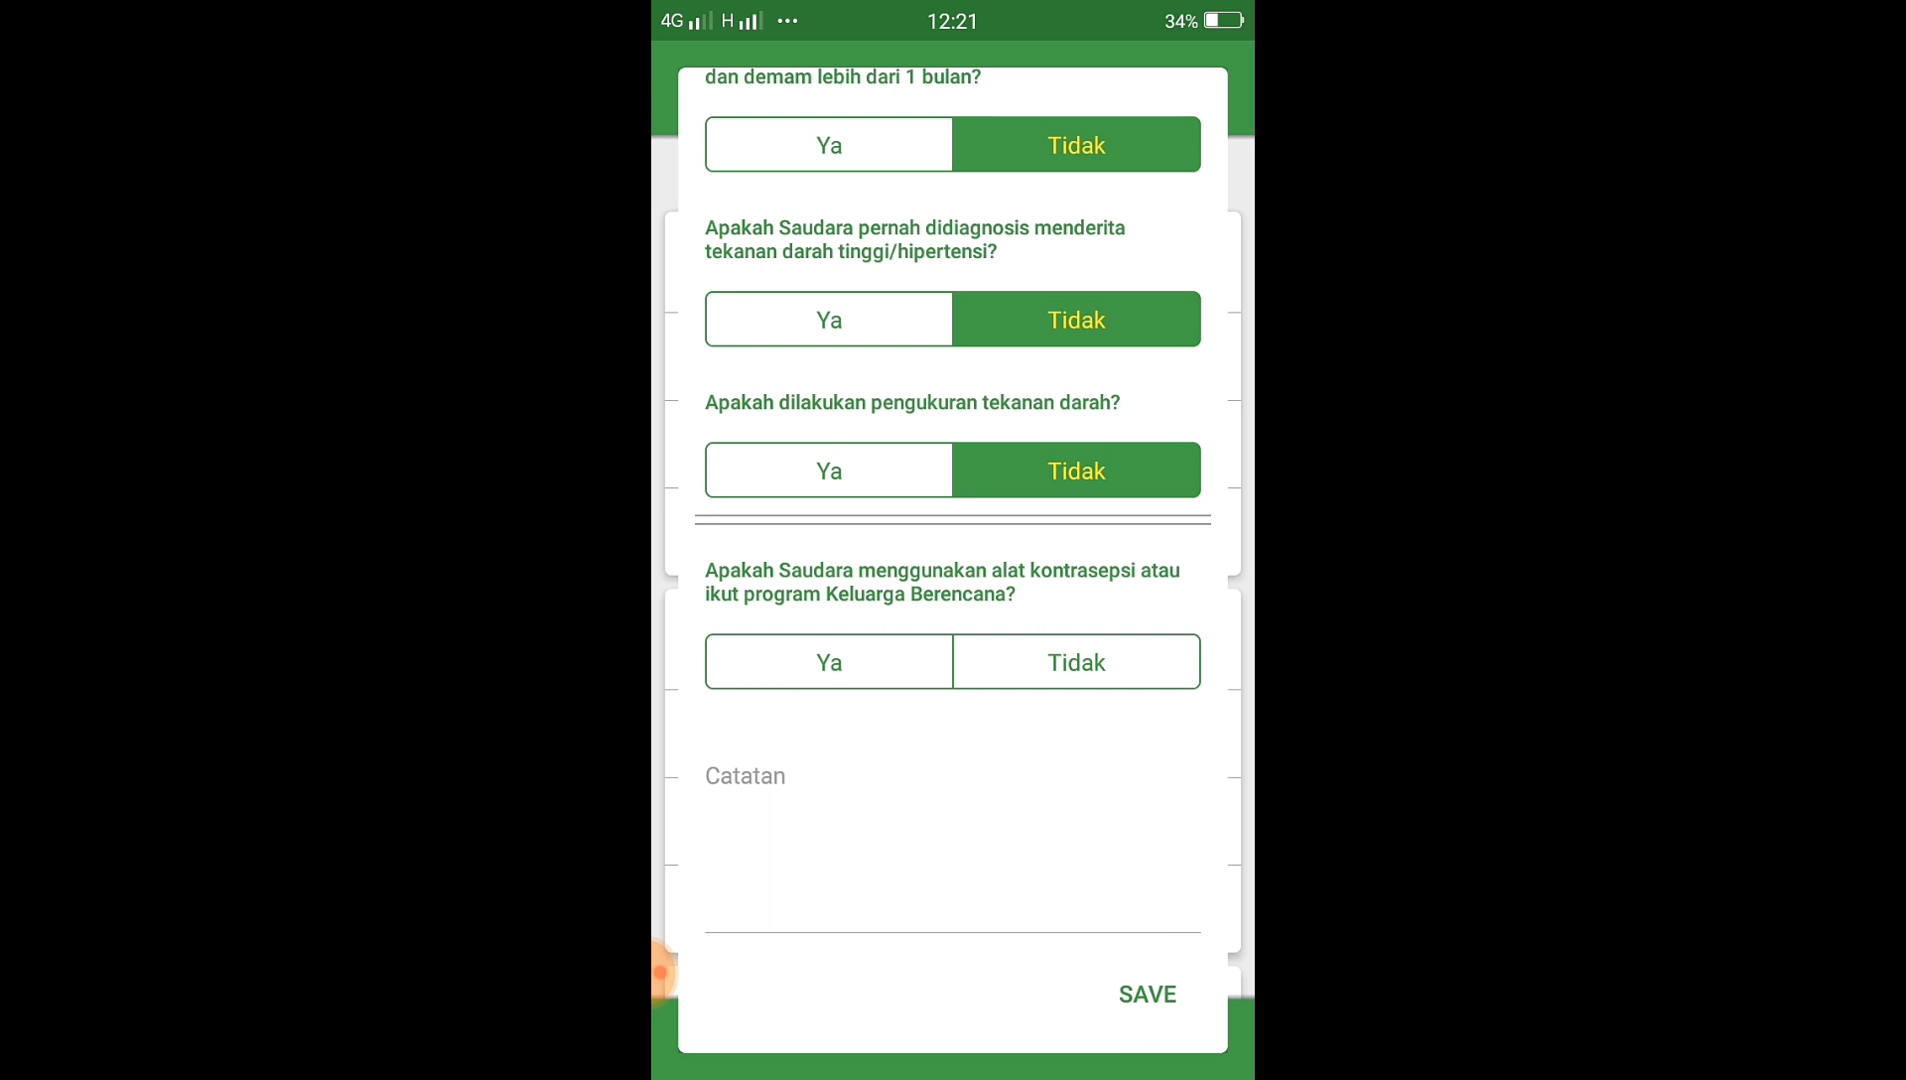 4G H ... 12:21 34%
dan demam lebih dari 1 bulan?
Ya Tidak
Apakah Saudara pernah didiagnosis menderita
tekanan darah tinggi/hipertensi?
Ya Tidak
Apakah dilakukan pengukuran tekanan darah?
Ya Tidak
Apakah Saudara menggunakan alat kontrasepsi atau
ikut program Keluarga Berencana?
Ya Tidak
Catatan
SAVE